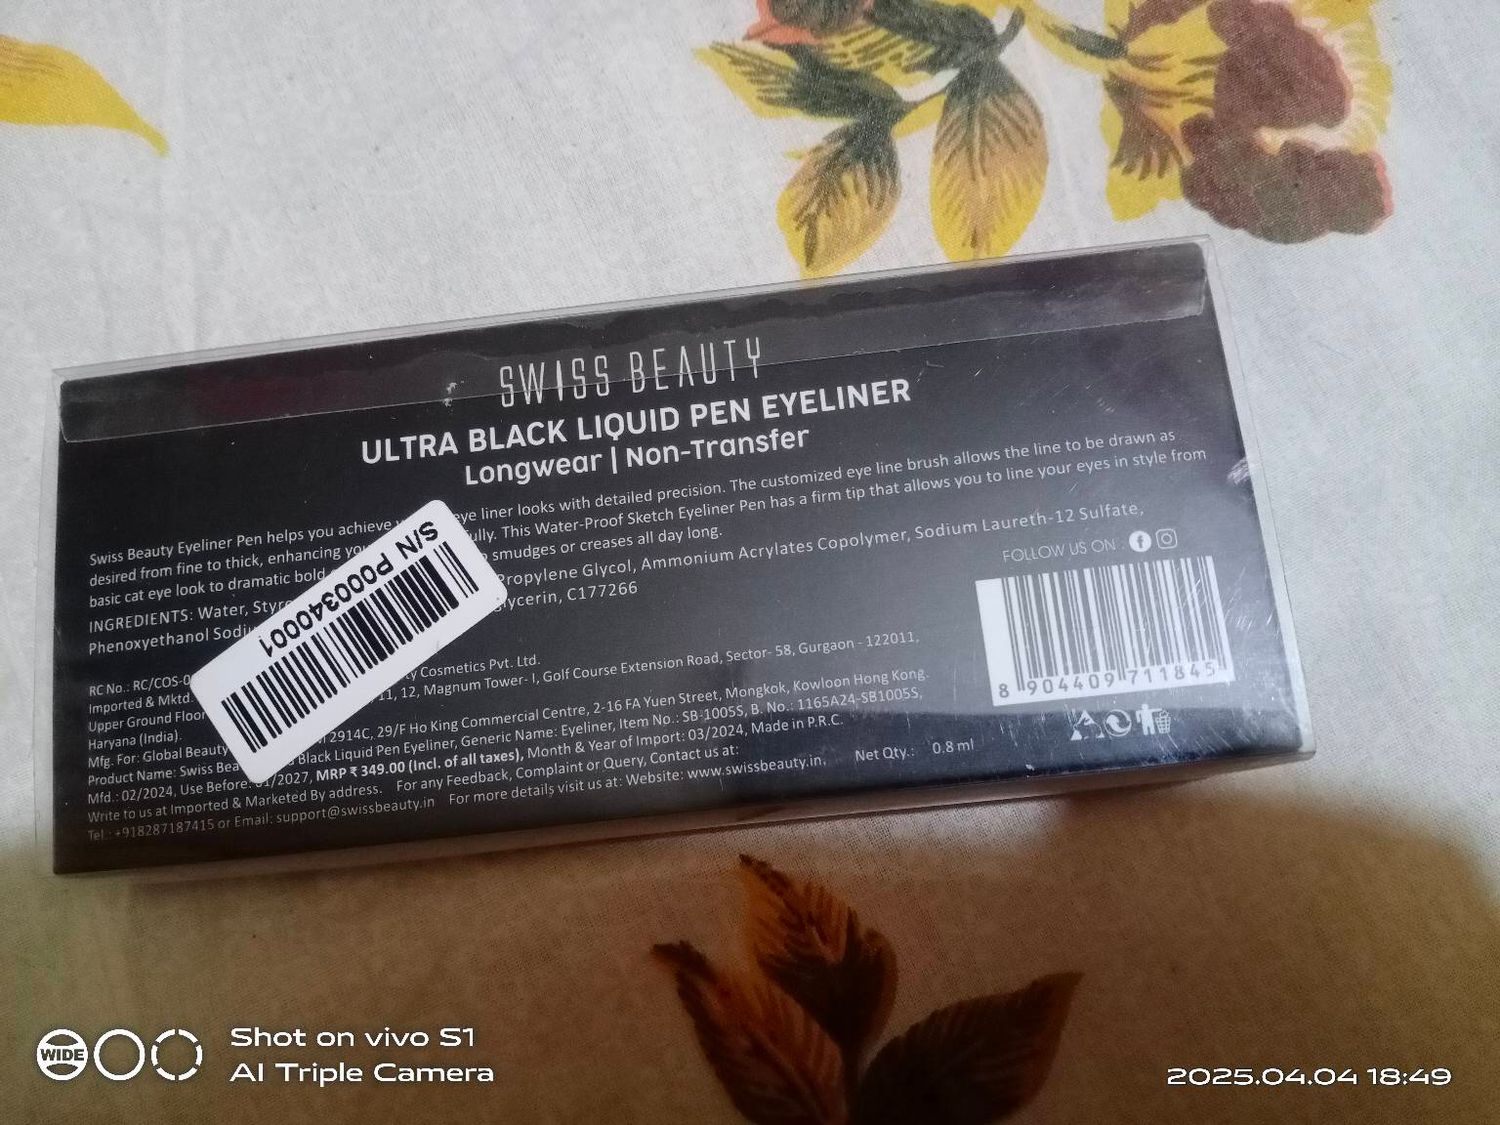 SWISS BEAUTY
ULTRA BLACK LIQUID PEN EYELINER
Longwear | Non-Transfer
Swiss Beauty Eyeliner Pen helps you achieve eye liner looks with detailed precision. The customized eye line brush allows the line to be drawn as
desired from fine to thick, enhancing This Water-Proof Sketch Eyeliner Pen has a firm tip that allows you to line your eyes in style from
basic cat eye look to dramatic bold smudges or creases all day long.
INGREDIENTS: Water, Propylene Glycol, Ammonium Acrylates Copolymer, Sodium Laureth-12 Sulfate,
Phenoxyethanol C177266
FOLLOW US ON :
RC No.: RC/COS-0 Cosmetics Pvt. Ltd.
Imported & Mktd. 11, 12, Magnum Tower- I, Golf Course Extension Road, Sector- 58, Gurgaon - 122011,
Upper Ground Floor
Haryana (India).
Mfg. For: Global Beauty 2914C, 29/F Ho King Commercial Centre, 2-16 FA Yuen Street, Mongkok, Kowloon Hong Kong.
Product Name: Swiss Black Liquid Pen Eyeliner, Generic Name: Eyeliner, Item No.: SB-1005S, B. No.: 1165A24-SB1005S,
Mfd.: 02/2024, Use Before: 01/2027, MRP ₹ 349.00 (Incl. of all taxes), Month & Year of Import: 03/2024, Made in P.R.C.
Write to us at Imported & Marketed By address. For any Feedback, Complaint or Query, Contact us at:
Tel : +918287187415 or Email: support@swissbeauty.in For more details visit us at: Website: www.swissbeauty.in.
Net Qty.: 0.8 ml
8 904409 711845
S/N P000340001
WIDE
Shot on vivo S1
AI Triple Camera
2025.04.04 18:49